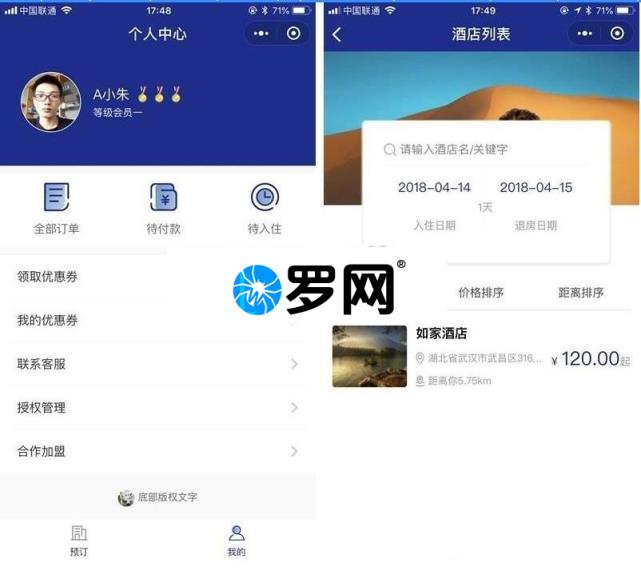 中国联通
17:48
71%
个人中心
A小朱
等级会员一
全部订单
待付款
待入住
领取优惠券
我的优惠券
联系客服
授权管理
合作加盟
底部版权文字
预订
我的
中国联通
17:49
71%
酒店列表
请输入酒店名/关键字
2018-04-14
2018-04-15
1天
入住日期
退房日期
价格排序
距离排序
如家酒店
湖北省武汉市武昌区316...
¥120.00起
距离你5.75km
罗网®